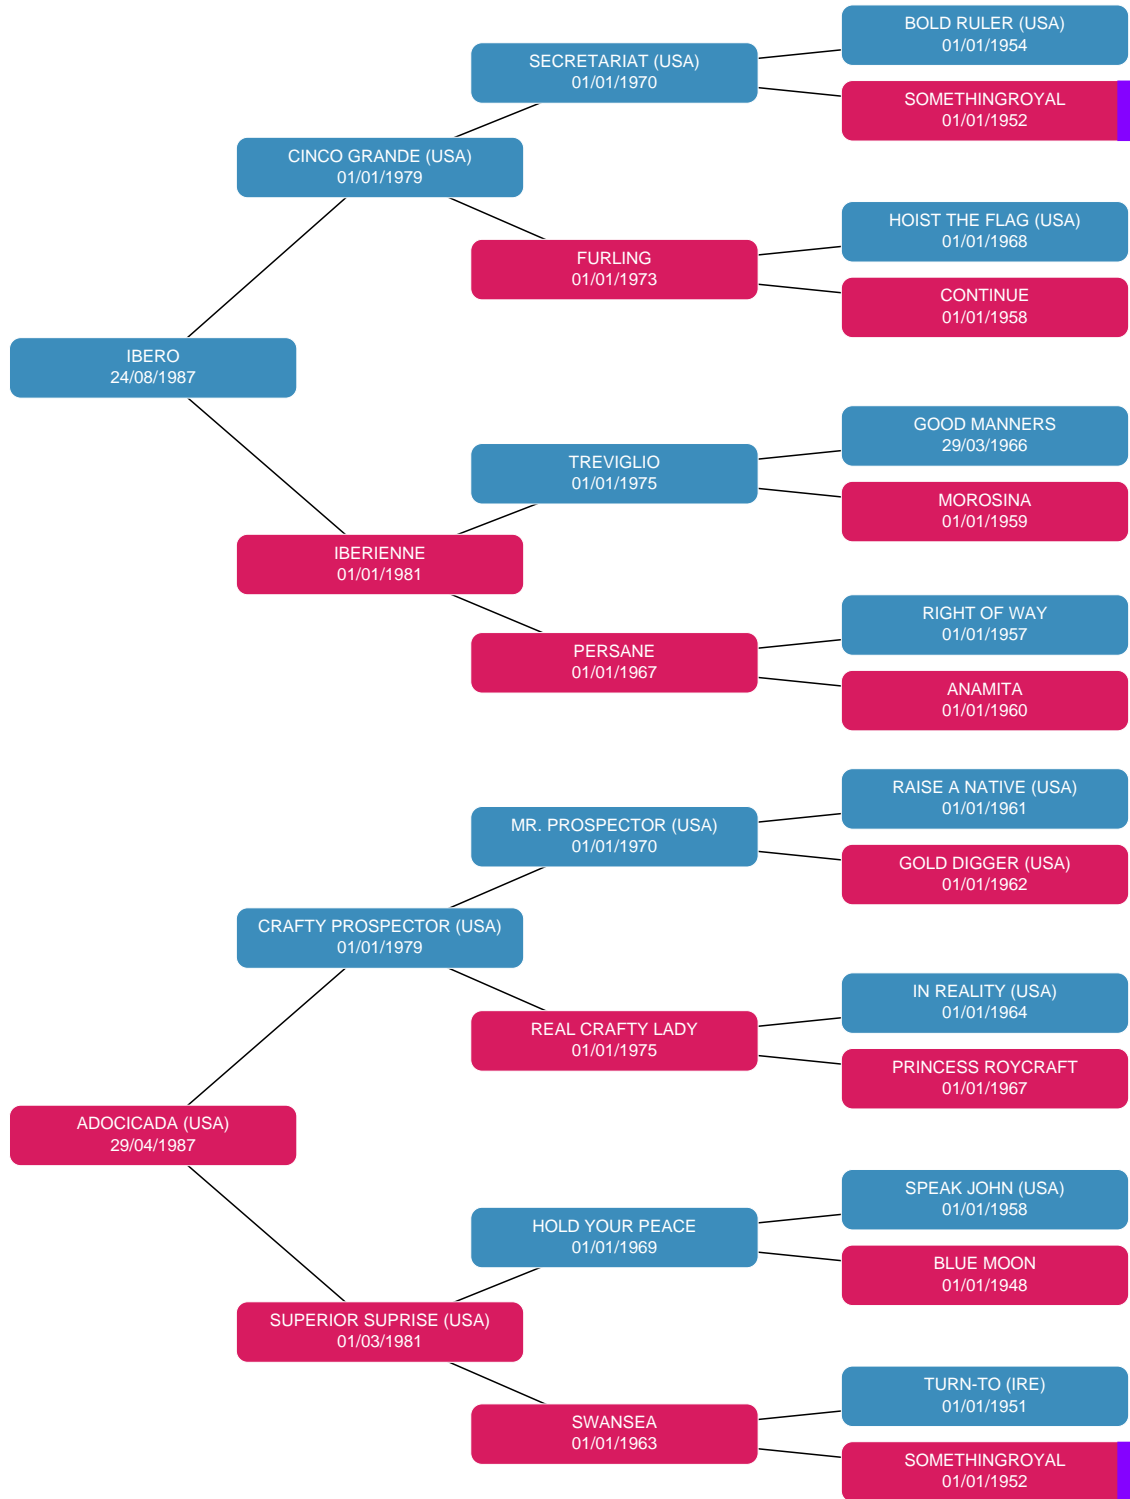 BOLD RULER (USA)
01/01/1954
SECRETARIAT (USA)
01/01/1970
SOMETHINGROYAL
01/01/1952
CINCO GRANDE (USA)
01/01/1979
HOIST THE FLAG (USA)
01/01/1968
FURLING
01/01/1973
CONTINUE
01/01/1958
IBERO
24/08/1987
GOOD MANNERS
29/03/1966
TREVIGLIO
01/01/1975
MOROSINA
01/01/1959
IBERIENNE
01/01/1981
RIGHT OF WAY
01/01/1957
PERSANE
01/01/1967
ANAMITA
01/01/1960
RAISE A NATIVE (USA)
01/01/1961
MR. PROSPECTOR (USA)
01/01/1970
GOLD DIGGER (USA)
01/01/1962
CRAFTY PROSPECTOR (USA)
01/01/1979
IN REALITY (USA)
01/01/1964
REAL CRAFTY LADY
01/01/1975
PRINCESS ROYCRAFT
01/01/1967
ADOCICADA (USA)
29/04/1987
SPEAK JOHN (USA)
01/01/1958
HOLD YOUR PEACE
01/01/1969
BLUE MOON
01/01/1948
SUPERIOR SUPRISE (USA)
01/03/1981
TURN-TO (IRE)
01/01/1951
SWANSEA
01/01/1963
SOMETHINGROYAL
01/01/1952